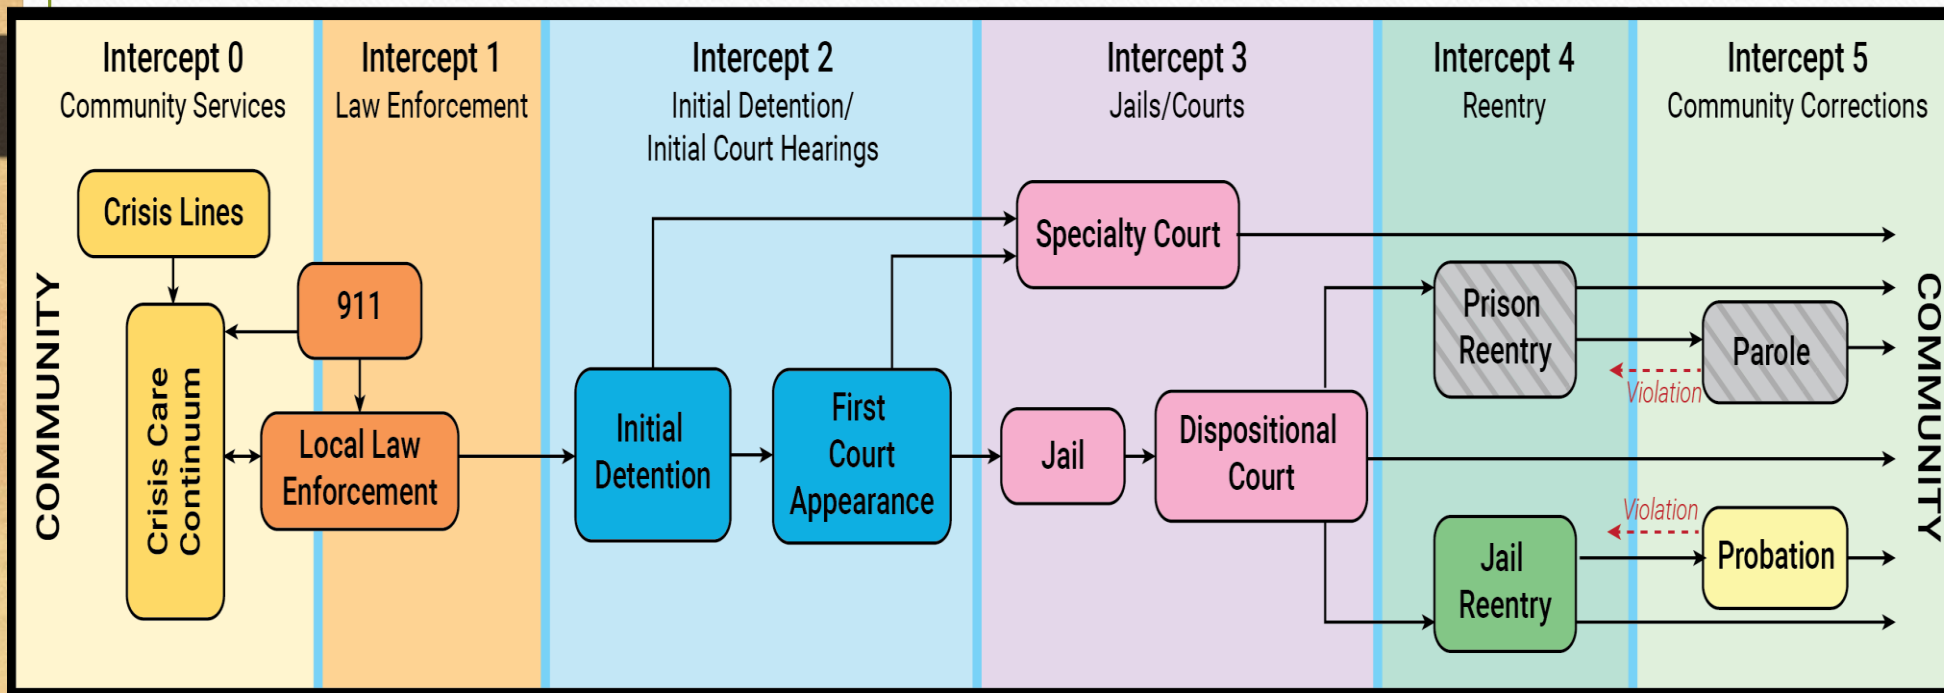 Intercept 0
Community Services
Intercept 1
Law Enforcement
Intercept 2
Initial Detention/
Initial Court Hearings
Intercept 3
Jails/Courts
Intercept 4
Reentry
Intercept 5
Community Corrections
COMMUNITY
Crisis Lines
Crisis Care
Continuum
911
Local Law
Enforcement
Initial
Detention
First
Court
Appearance
Specialty Court
Jail
Dispositional
Court
Prison
Reentry
Jail
Reentry
Parole
Violation
Violation
Probation
COMMUNITY